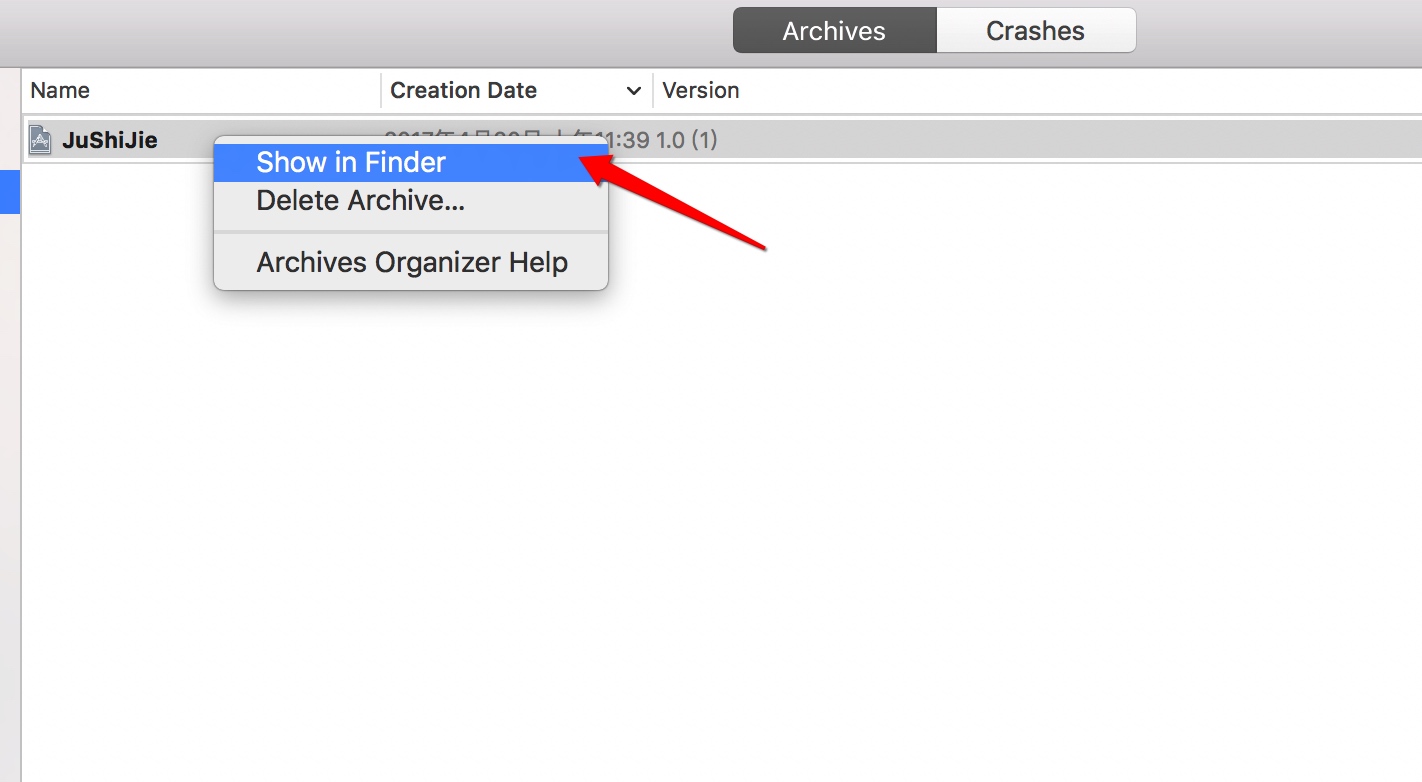 Archives Crashes
Name Creation Date Version
JuShiJie 11:39 1.0 (1)
Show in Finder
Delete Archive...
Archives Organizer Help